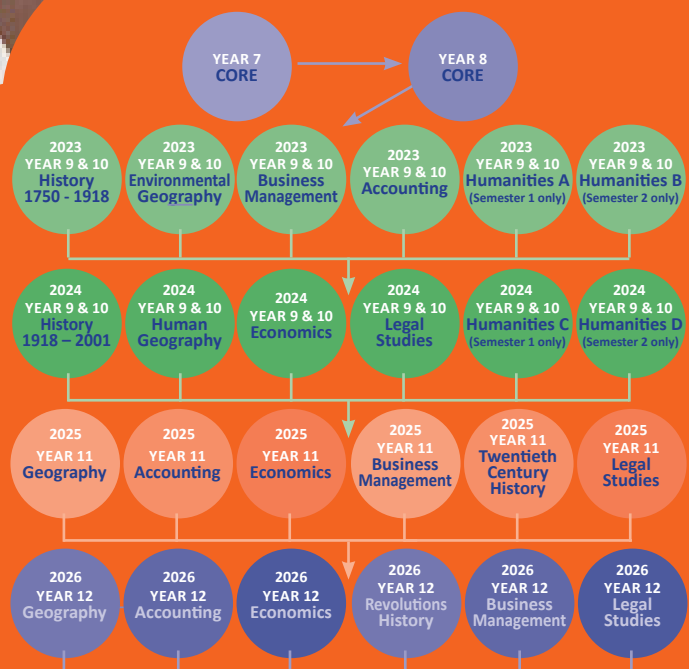 YEAR 7
CORE
YEAR 8
CORE
2023
YEAR 9 & 10
History
1750 - 1918
2023
YEAR 9 & 10
Environmental
Geography
2023
YEAR 9 & 10
Business
Management
2023
YEAR 9 & 10
Accounting
2023
YEAR 9 & 10
Humanities A
(Semester 1 only)
2023
YEAR 9 & 10
Humanities B
(Semester 2 only)
2024
YEAR 9 & 10
History
1918 – 2001
2024
YEAR 9 & 10
Human
Geography
2024
YEAR 9 & 10
Economics
2024
YEAR 9 & 10
Legal
Studies
2024
YEAR 9 & 10
Humanities C
(Semester 1 only)
2024
YEAR 9 & 10
Humanities D
(Semester 2 only)
2025
YEAR 11
Geography
2025
YEAR 11
Accounting
2025
YEAR 11
Economics
2025
YEAR 11
Business
Management
2025
YEAR 11
Twentieth
Century
History
2025
YEAR 11
Legal
Studies
2026
YEAR 12
Geography
2026
YEAR 12
Accounting
2026
YEAR 12
Economics
2026
YEAR 12
Revolutions
History
2026
YEAR 12
Business
Management
2026
YEAR 12
Legal
Studies